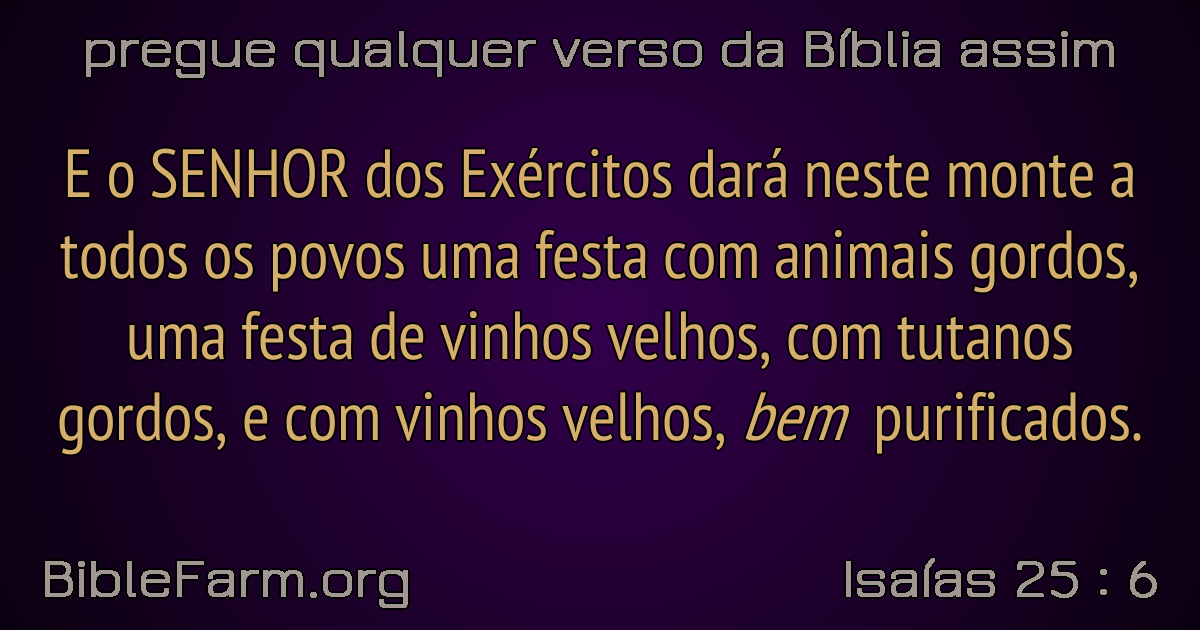 pregue qualquer verso da Bíblia assim
E o SENHOR dos Exércitos dará neste monte a
todos os povos uma festa com animais gordos,
uma festa de vinhos velhos, com tutanos
gordos, e com vinhos velhos, bem purificados.
BibleFarm.org
Isaías 25 : 6